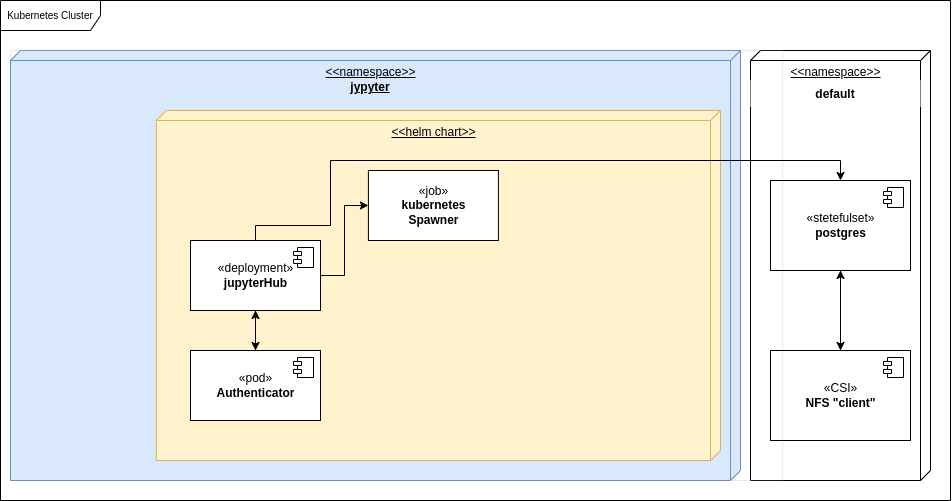 Kubernetes Cluster
<<namespace>>
jypyter
<<namespace>>
default
<<helm chart>>
«job»
kubernetes
Spawner
«stetefulset»
postgres
«deployment»
jupyterHub
«pod»
Authenticator
«CSI»
NFS "client"